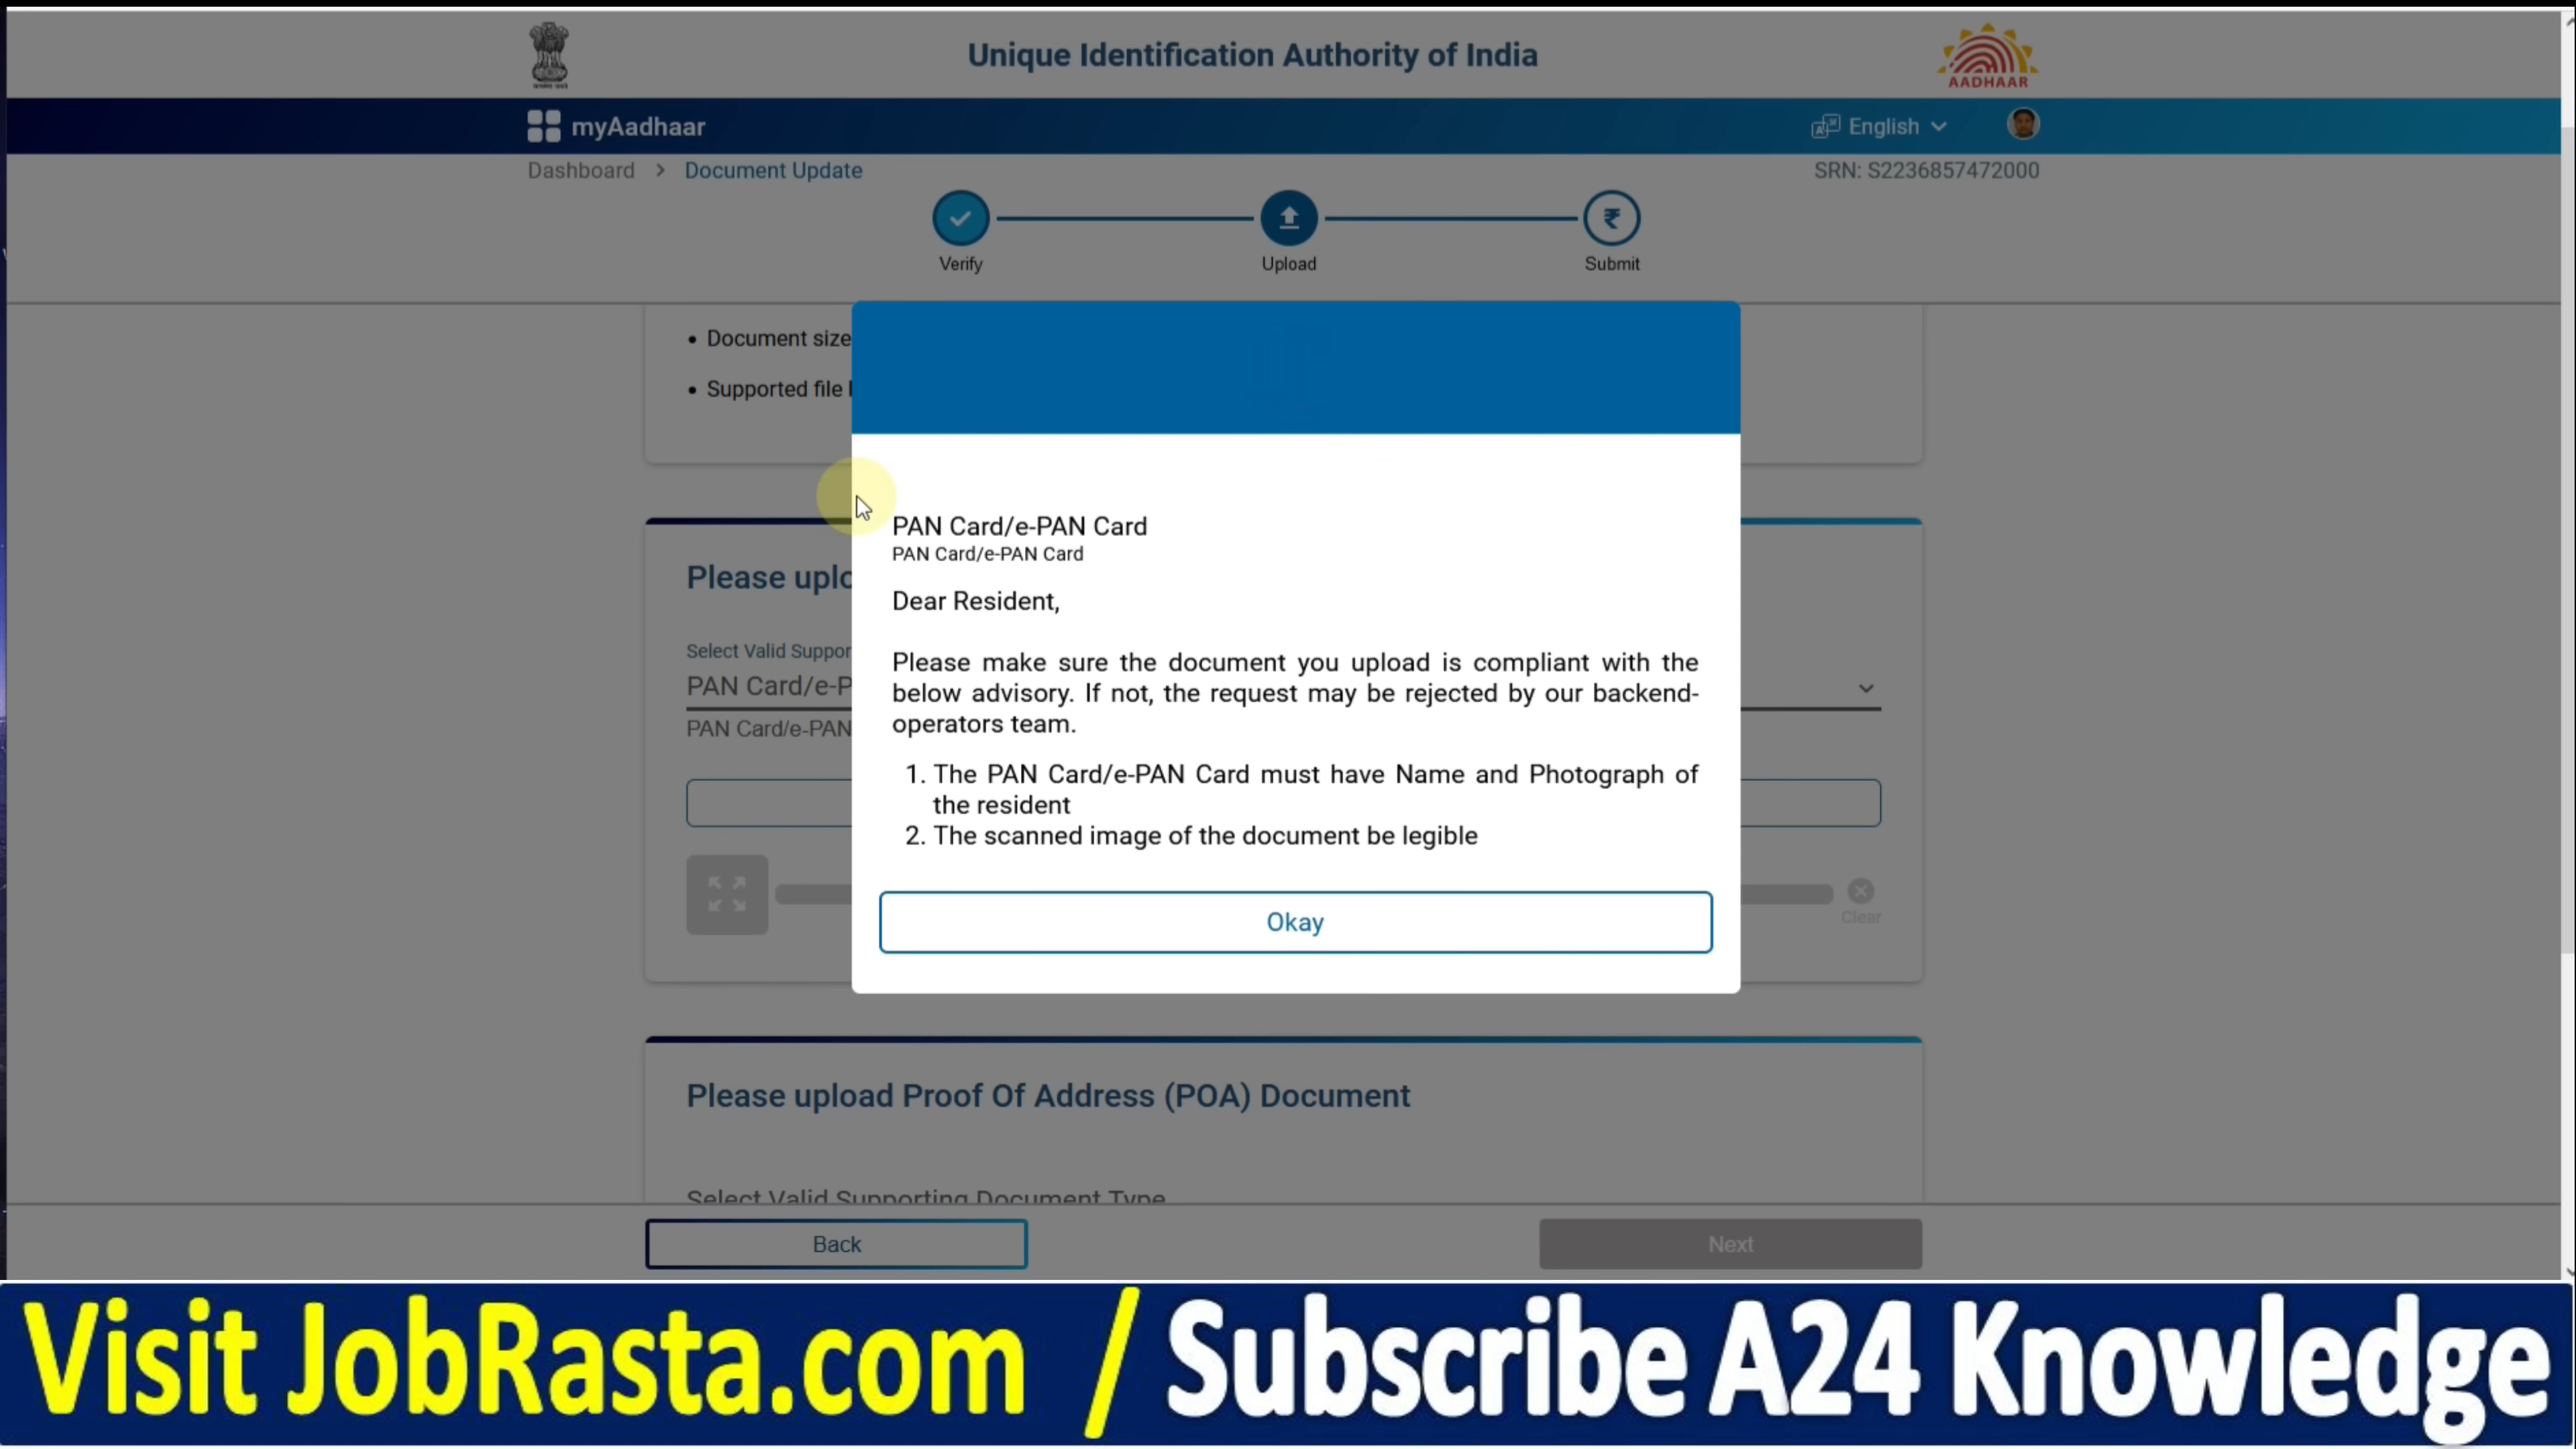 Unique Identification Authority of India
AADHAAR
myAadhaar
English
Dashboard > Document Update
SRN: S2236857472000
Verify
Upload
Submit
• Document size
• Supported file
PAN Card/e-PAN Card
PAN Card/e-PAN Card
Dear Resident,
Please make sure the document you upload is compliant with the
below advisory. If not, the request may be rejected by our backend-
operators team.
1. The PAN Card/e-PAN Card must have Name and Photograph of
the resident
2. The scanned image of the document be legible
Okay
Please uplo
Select Valid Suppor
PAN Card/e-P
PAN Card/e-PAN
Clear
Please upload Proof Of Address (POA) Document
Select Valid Supporting Document Type
Back
Next
Visit JobRasta.com / Subscribe A24 Knowledge